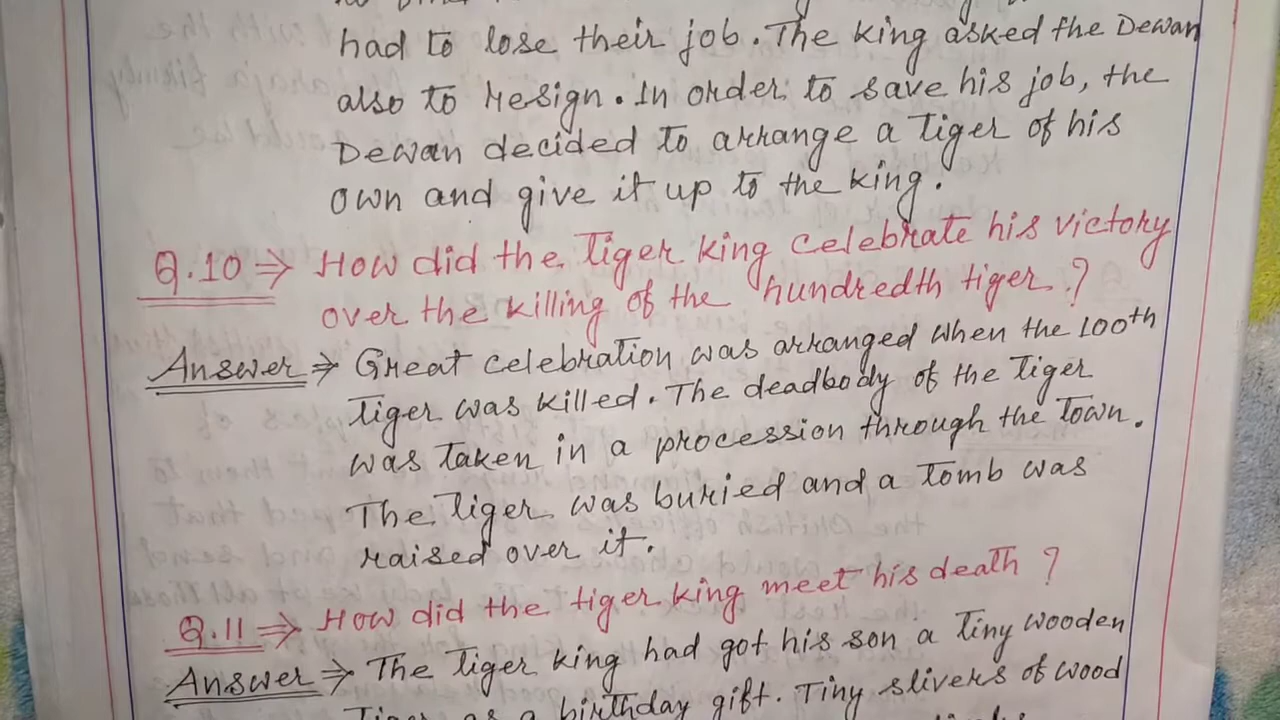 had to lose their job. The king asked the Dewan
also to resign. In order to save his job, the
Dewan decided to arrange a Tiger of his
own and give it up to the king.
Q.10 ⇒ How did the Tiger king celebrate his victory
over the killing of the hundredth tiger?
Answer ⇒ Great celebration was arranged when the 100th
Tiger was killed. The deadbody of the Tiger
was taken in a procession through the town.
The Tiger was buried and a tomb was
raised over it.
Q.11 ⇒ How did the tiger king meet his death?
Answer ⇒ The Tiger king had got his son a tiny wooden
Tiger as a birthday gift. Tiny slivers of wood